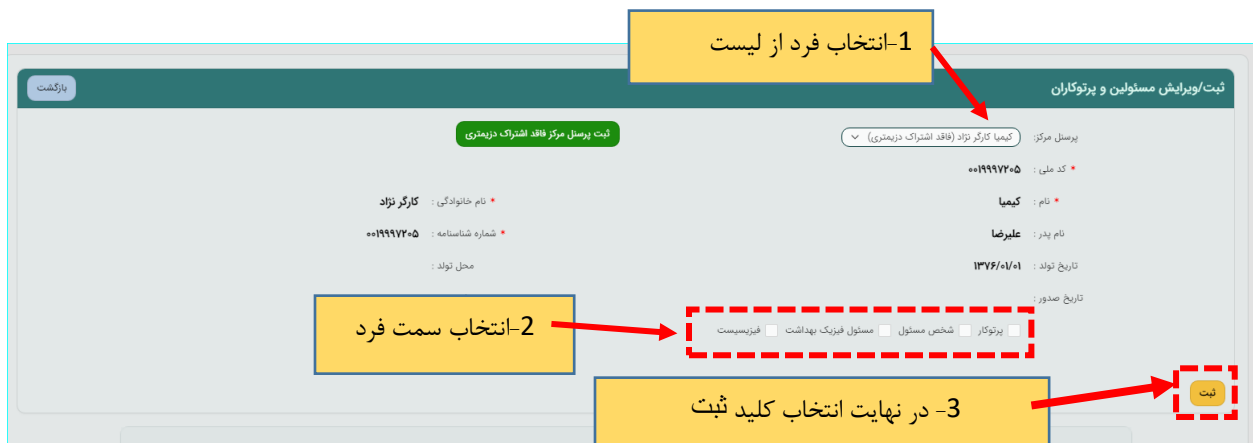 1-انتخاب فرد از لیست
ثبت/ویرایش مسئولین و پرتوکاران
بازگشت
پرسنل مرکز: کیمیا کارگر نژاد (فاقد اشتراک دزیمتری)
ثبت پرسنل مرکز فاقد اشتراک دزیمتری
* کد ملی : ۰۰۱۹۹۹۷۲۰۵
* نام : کیمیا
* نام خانوادگی : کارگر نژاد
نام پدر : علیرضا
* شماره شناسنامه : ۰۰۱۹۹۹۷۲۰۵
تاریخ تولد : ۱۳۷۶/۰۱/۰۱
محل تولد :
تاریخ صدور :
2-انتخاب سمت فرد
پرتوکار شخص مسئول مسئول فیزیک بهداشت فیزیسیست
3- در نهایت انتخاب کلید ثبت
ثبت